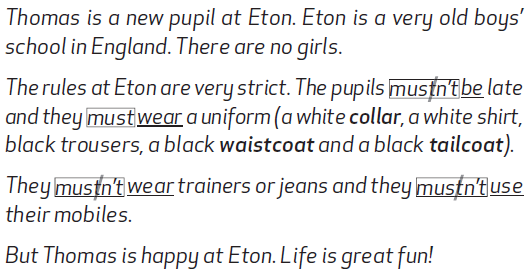 Thomas is a new pupil at Eton. Eton is a very old boys'
school in England. There are no girls.
The rules at Eton are very strict. The pupils mustn't be late
and they must wear a uniform (a white collar, a white shirt,
black trousers, a black waistcoat and a black tailcoat).
They mustn't wear trainers or jeans and they mustn't use
their mobiles.
But Thomas is happy at Eton. Life is great fun!